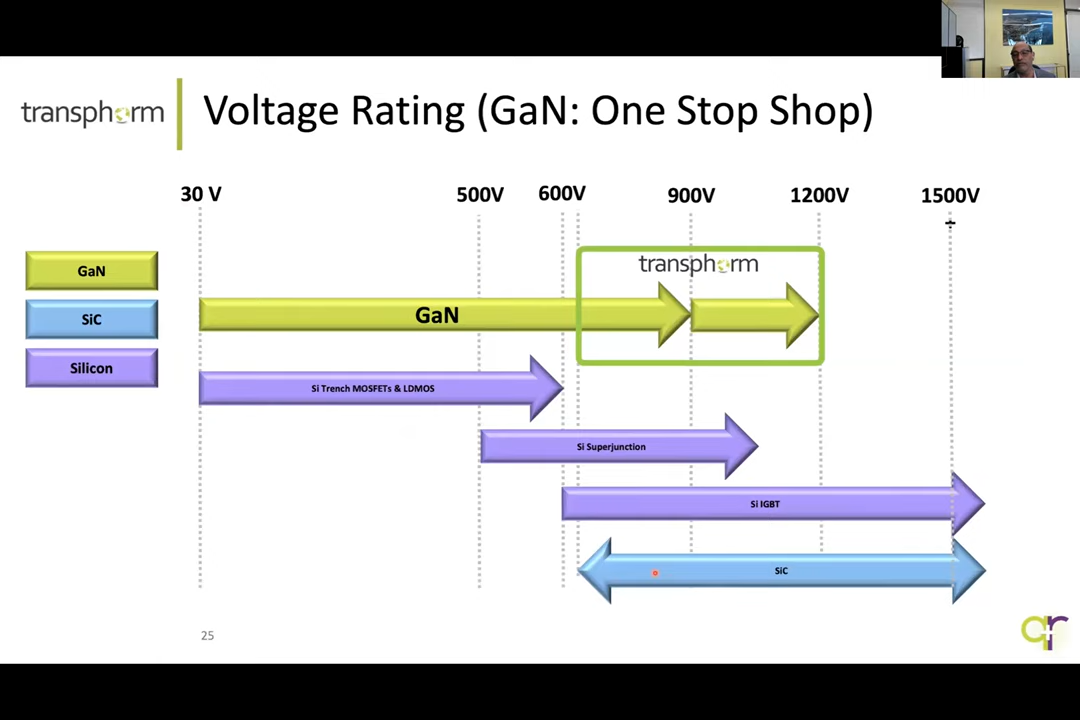 transphorm
Voltage Rating (GaN: One Stop Shop)
30 V
500V
600V
900V
1200V
1500V
+
GaN
SiC
Silicon
transphorm
GaN
Si Trench MOSFETs & LDMOS
Si Superjunction
Si IGBT
SiC
25
a+r